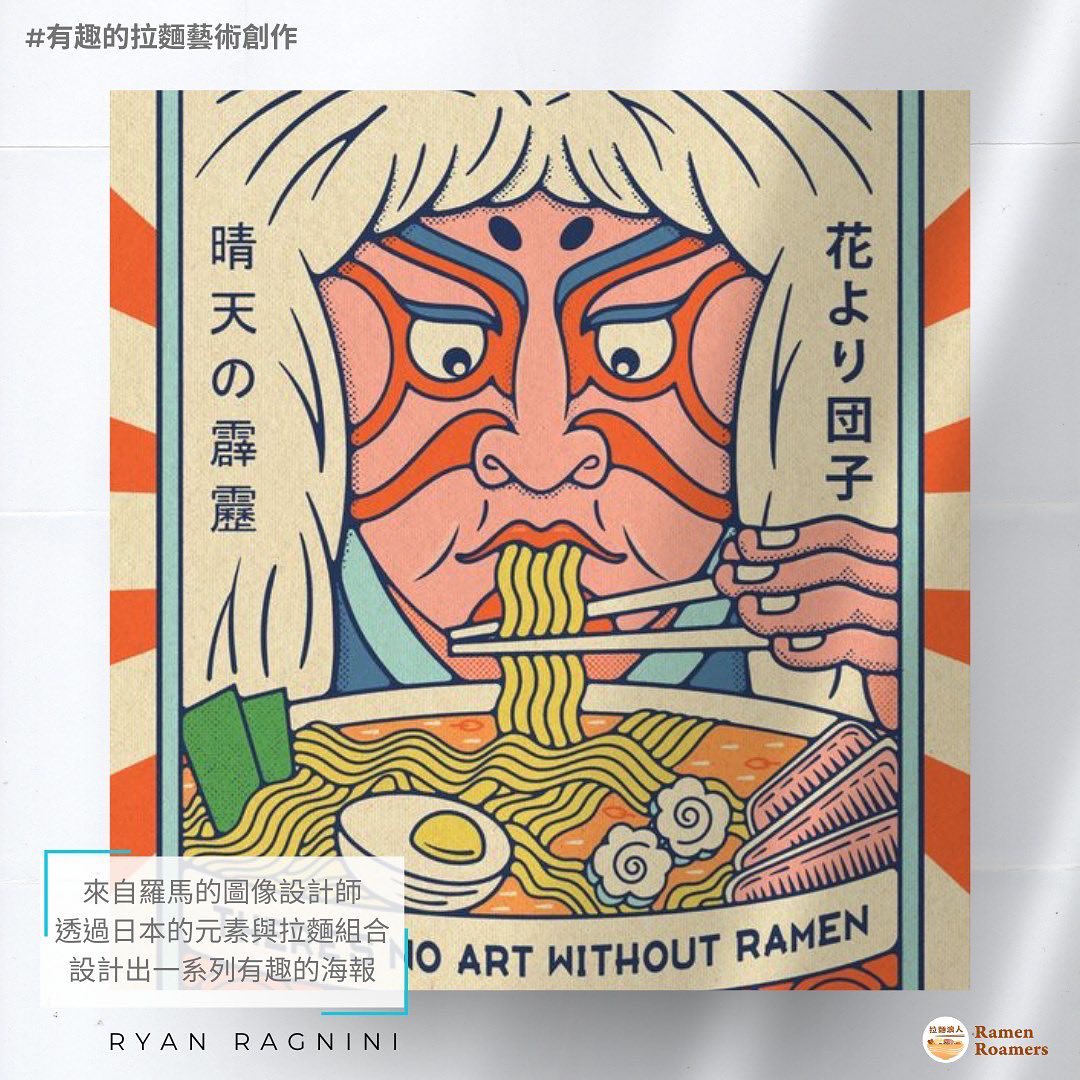 #有趣的拉麵藝術創作
花より団子
晴天の霹靂
THERE'S NO ART WITHOUT RAMEN
來自羅馬的圖像設計師
透過日本的元素與拉麵組合
設計出一系列有趣的海報
RYAN RAGNINI
拉麵浪人
Ramen
Roamers